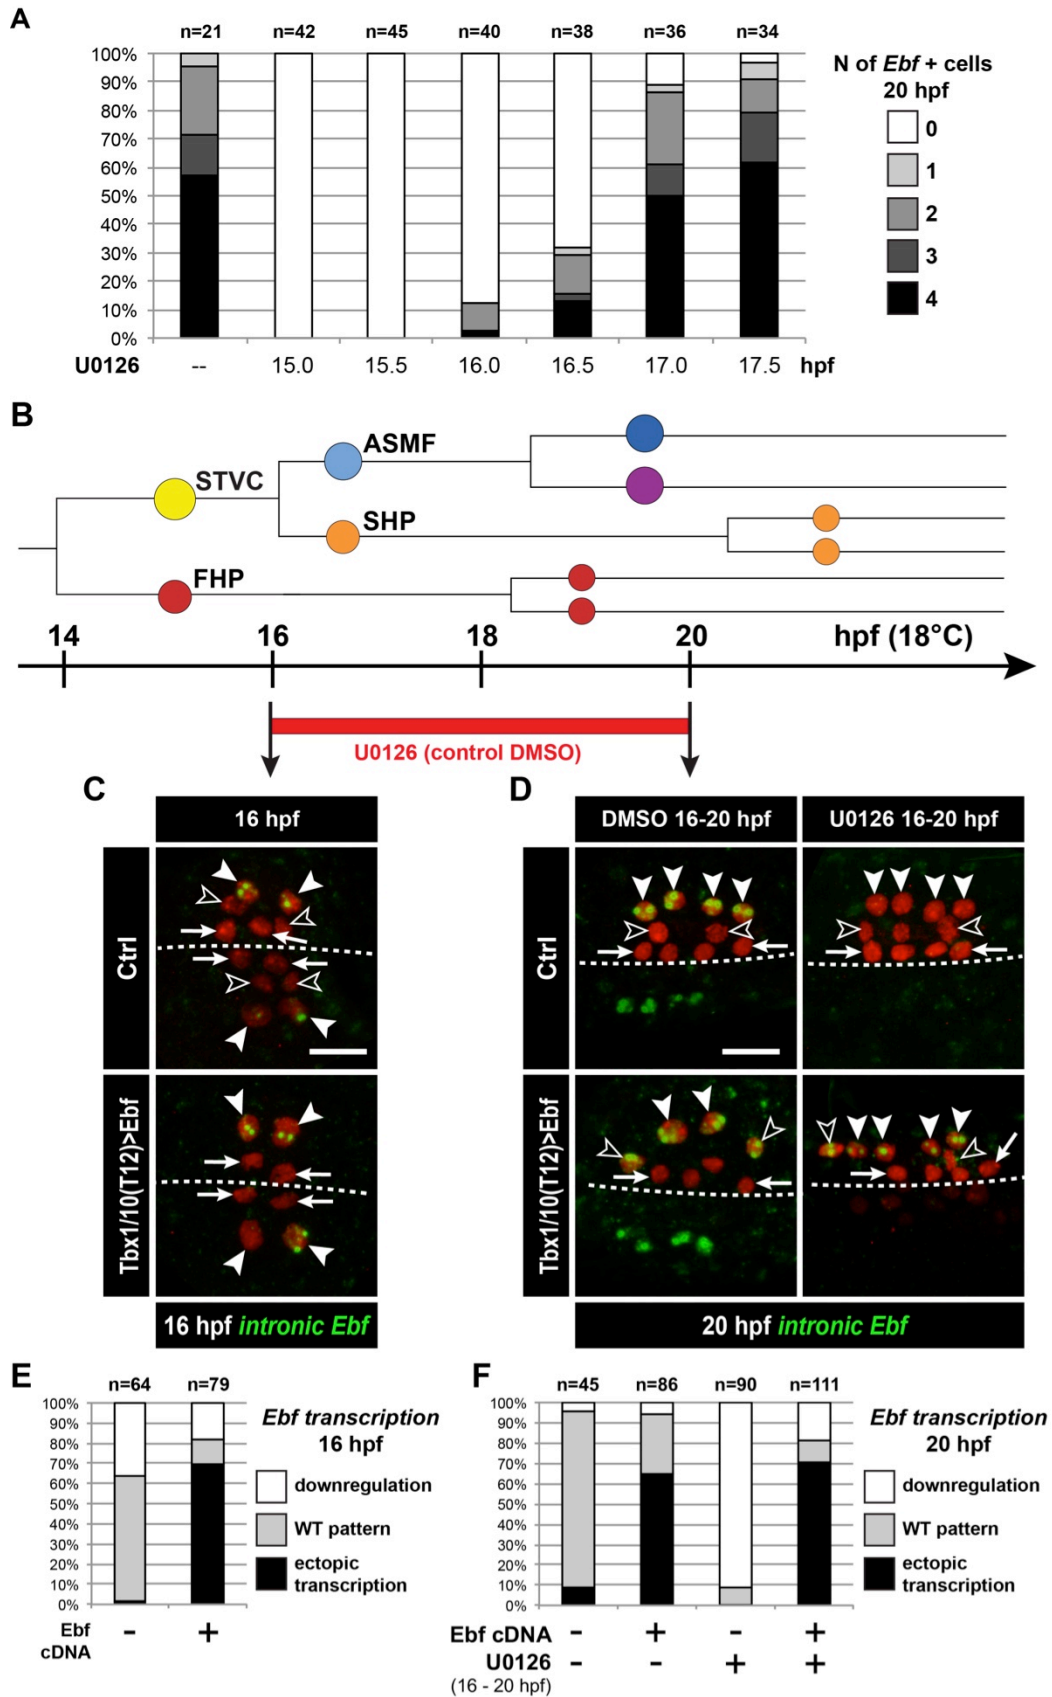 A
n=21 n=42 n=45 n=40 n=38 n=36 n=34
100%
90%
80%
70%
60%
50%
40%
30%
20%
10%
0%
U0126 -- 15.0 15.5 16.0 16.5 17.0 17.5 hpf
N of Ebf + cells
20 hpf
0
1
2
3
4
B
ASMF
STVC
SHP
FHP
14 16 18 20 hpf (18°C)
U0126 (control DMSO)
C
16 hpf
Ctrl
Tbx1/10(T12)>Ebf
16 hpf intronic Ebf
D
DMSO 16-20 hpf U0126 16-20 hpf
Ctrl
Tbx1/10(T12)>Ebf
20 hpf intronic Ebf
E
n=64 n=79
100%
90%
80%
70%
60%
50%
40%
30%
20%
10%
0%
Ebf
cDNA
- +
Ebf transcription
16 hpf
downregulation
WT pattern
ectopic
transcription
F
n=45 n=86 n=90 n=111
100%
90%
80%
70%
60%
50%
40%
30%
20%
10%
0%
Ebf cDNA - + - +
U0126 - - + +
(16 - 20 hpf)
Ebf transcription
20 hpf
downregulation
WT pattern
ectopic
transcription